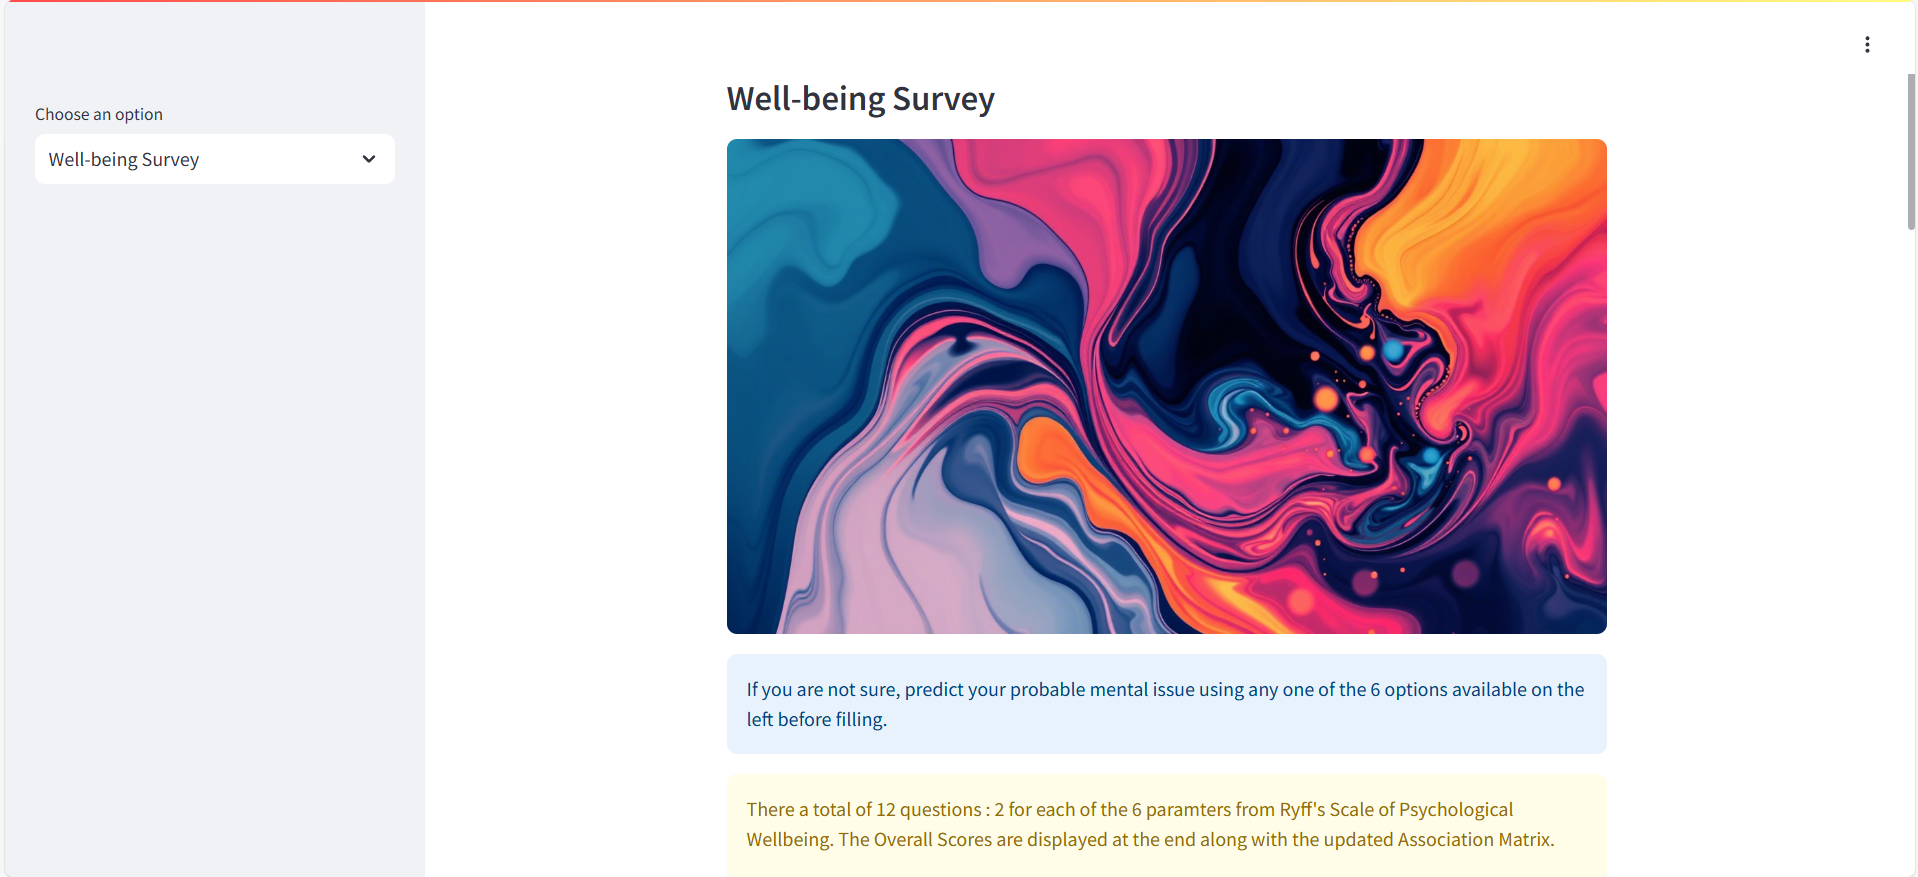 Choose an option
Well-being Survey
Well-being Survey
If you are not sure, predict your probable mental issue using any one of the 6 options available on the
left before filling.
There a total of 12 questions : 2 for each of the 6 paramters from Ryff's Scale of Psychological
Wellbeing. The Overall Scores are displayed at the end along with the updated Association Matrix.